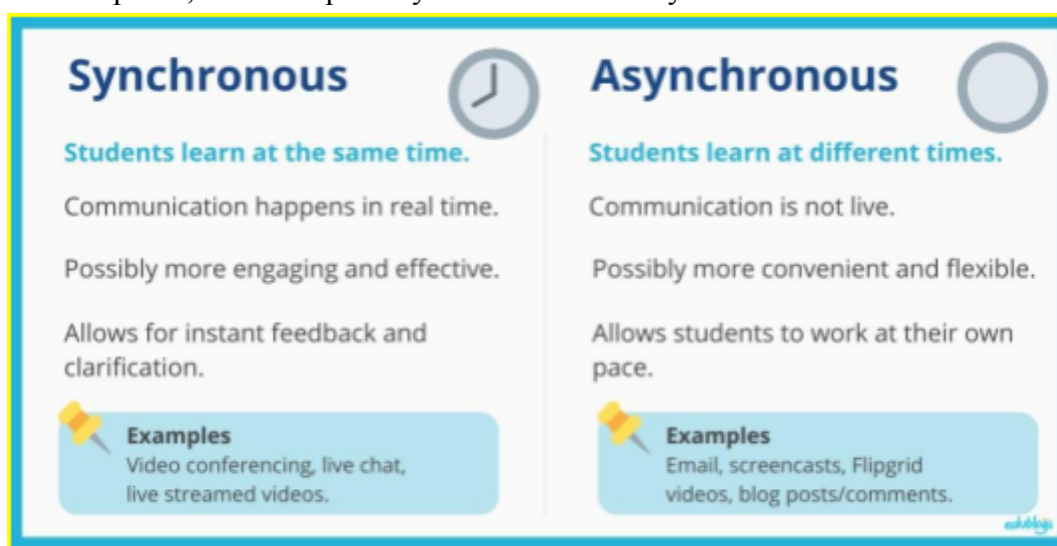 Synchronous
Students learn at the same time.
Communication happens in real time.
Possibly more engaging and effective.
Allows for instant feedback and
clarification.
Examples
Video conferencing, live chat,
live streamed videos.
Asynchronous
Students learn at different times.
Communication is not live.
Possibly more convenient and flexible.
Allows students to work at their own
pace.
Examples
Email, screencasts, Flipgrid
videos, blog posts/comments.
edublogs